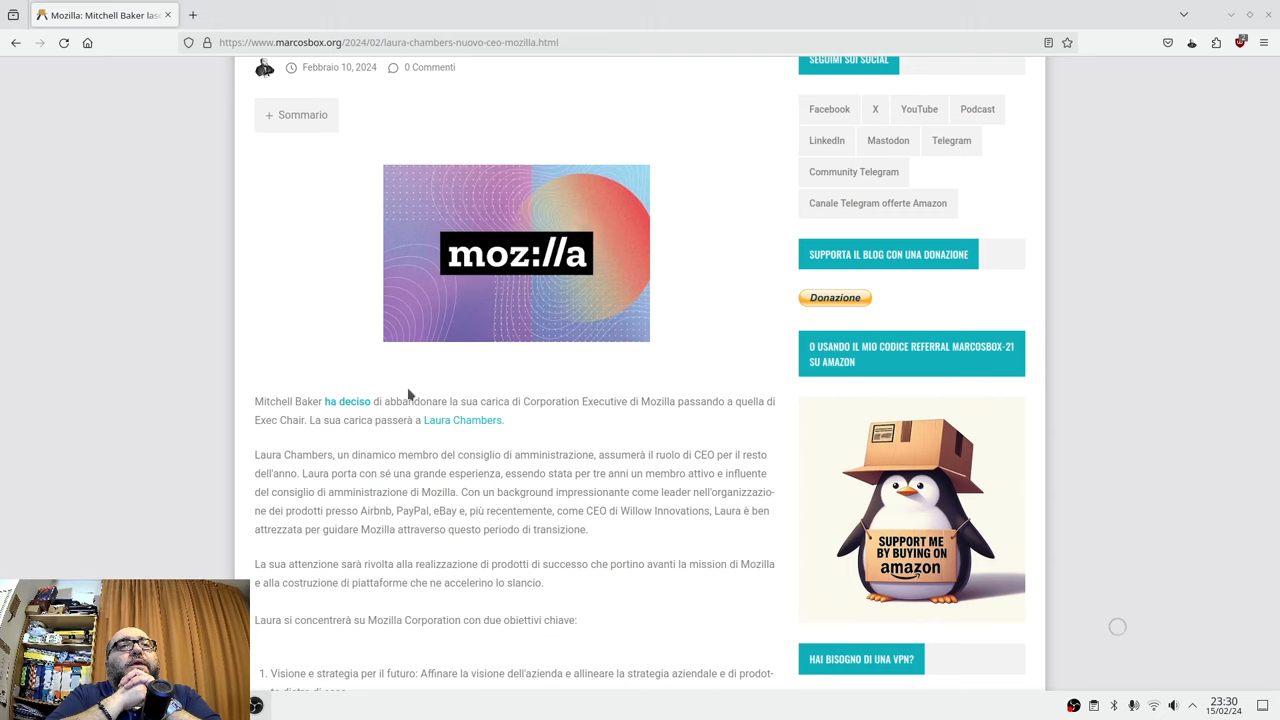 Mozilla: Mitchell Baker lasc
https://www.marcosbox.org/2024/02/laura-chambers-nuovo-ceo-mozilla.html
Febbraio 10, 2024
0 Commenti
+ Sommario
moz://a
Mitchell Baker ha deciso di abbandonare la sua carica di Corporation Executive di Mozilla passando a quella di
Exec Chair. La sua carica passerà a Laura Chambers.
Laura Chambers, un dinamico membro del consiglio di amministrazione, assumerà il ruolo di CEO per il resto
dell'anno. Laura porta con sé una grande esperienza, essendo stata per tre anni un membro attivo e influente
del consiglio di amministrazione di Mozilla. Con un background impressionante come leader nell'organizzazio-
ne dei prodotti presso Airbnb, PayPal, eBay e, più recentemente, come CEO di Willow Innovations, Laura è ben
attrezzata per guidare Mozilla attraverso questo periodo di transizione.
La sua attenzione sarà rivolta alla realizzazione di prodotti di successo che portino avanti la mission di Mozilla
e alla costruzione di piattaforme che ne accelerino lo slancio.
Laura si concentrerà su Mozilla Corporation con due obiettivi chiave:
1. Visione e strategia per il futuro: Affinare la visione dell'azienda e allineare la strategia aziendale e di prodot-
SEGUIMI SUI SOCIAL
Facebook X YouTube Podcast
LinkedIn Mastodon Telegram
Community Telegram
Canale Telegram offerte Amazon
SUPPORTA IL BLOG CON UNA DONAZIONE
Donazione
O USANDO IL MIO CODICE REFERRAL MARCOSBOX-21
SU AMAZON
SUPPORT ME
BY BUYING ON
amazon
HAI BISOGNO DI UNA VPN?
23:30
15/02/24